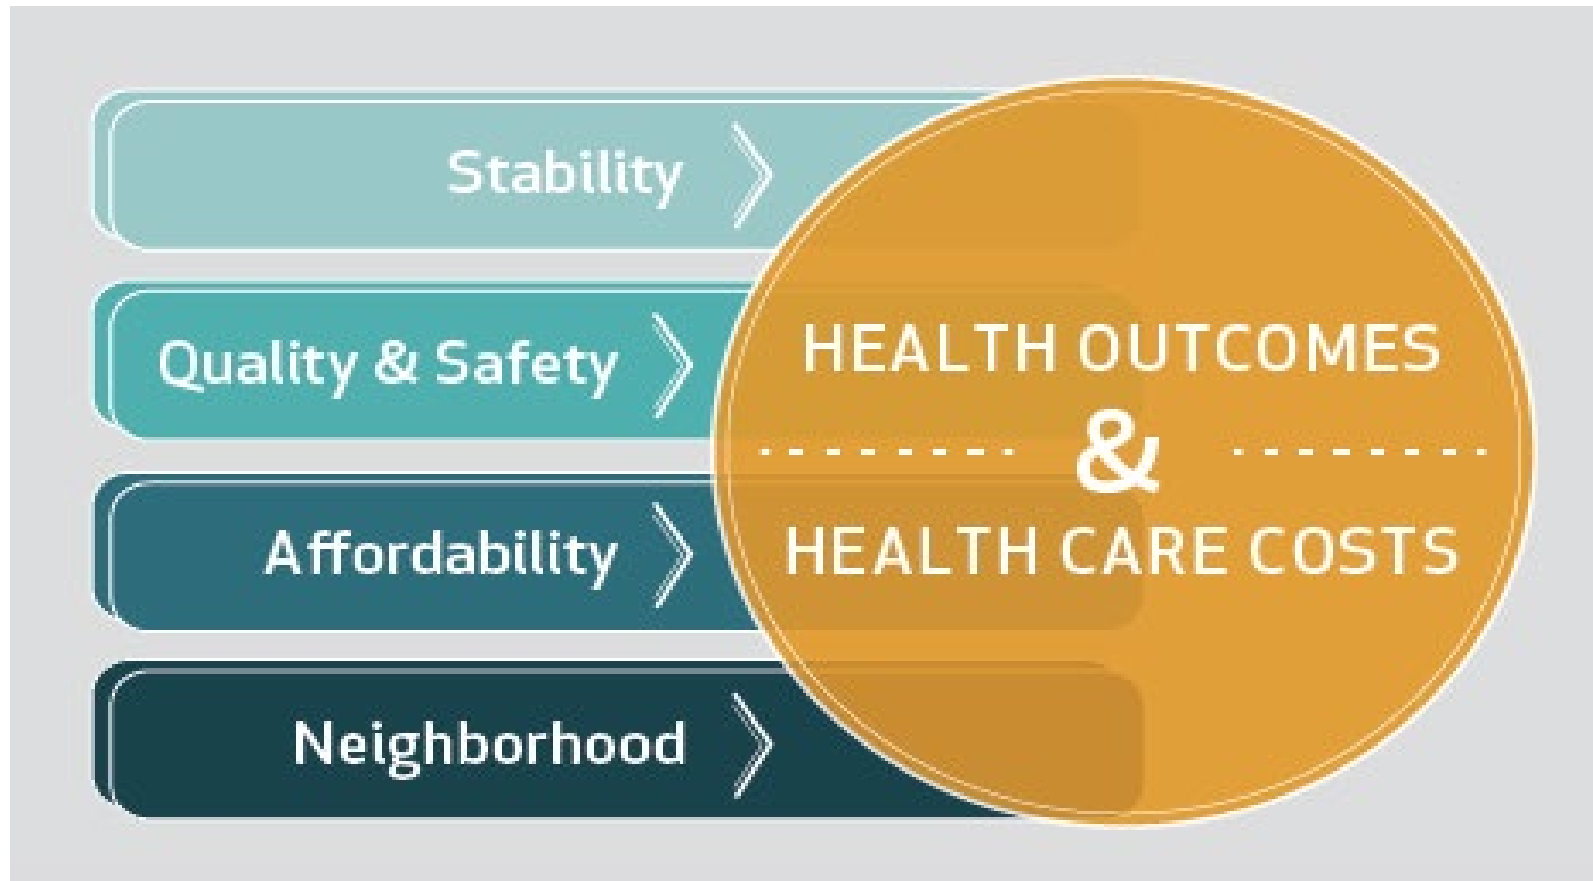 Stability
Quality & Safety
Affordability
Neighborhood
HEALTH OUTCOMES
&
HEALTH CARE COSTS